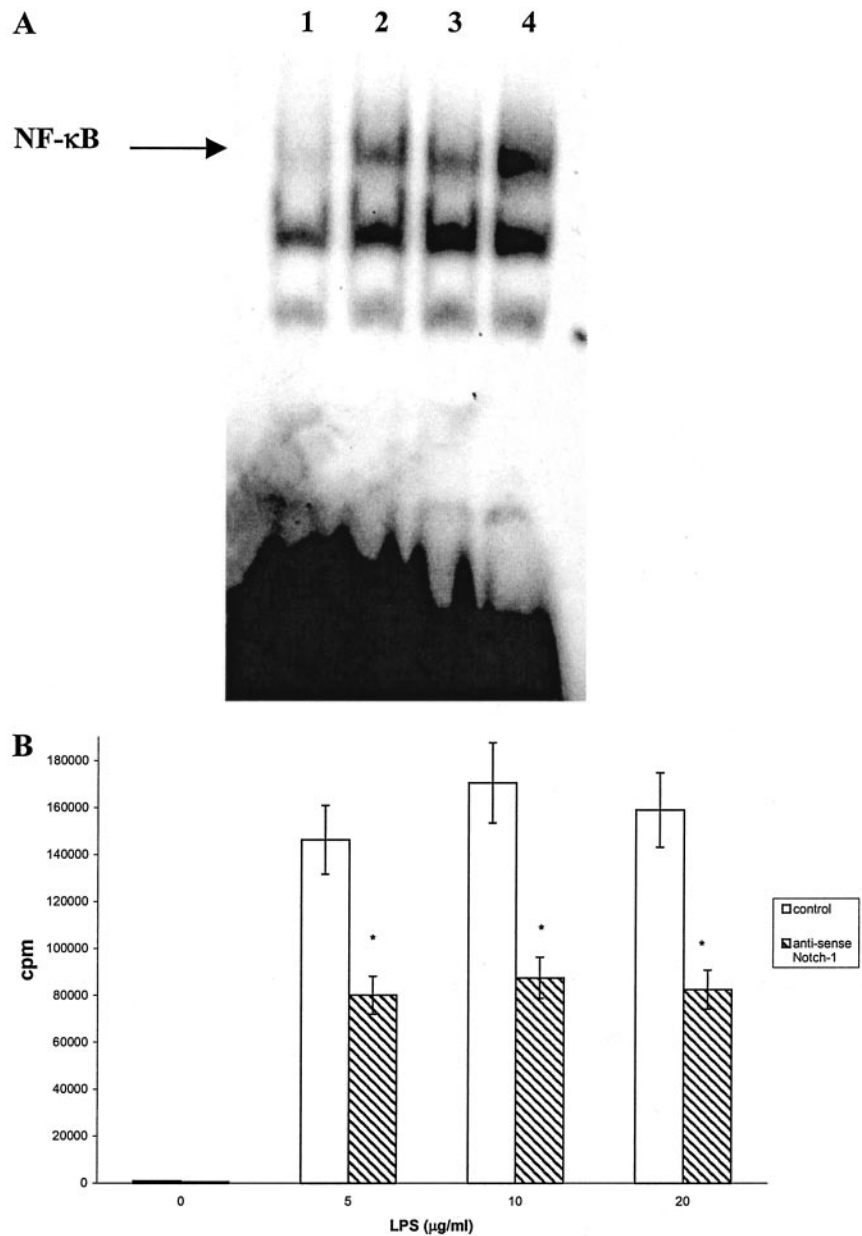 A
1 2 3 4
NF-κB
B
180000
160000
140000
120000
100000
80000
60000
40000
20000
0
cpm
* * *
0 5 10 20
LPS (μg/ml)
control
anti-sense
Notch-1